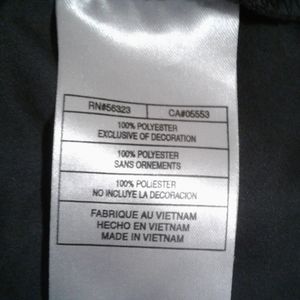 RN#56323 CA#05553
100% POLYESTER
EXCLUSIVE OF DECORATION
100% POLYESTER
SANS ORNEMENTS
100% POLIESTER
NO INCLUYE LA DECORACION
FABRIQUE AU VIETNAM
HECHO EN VIETNAM
MADE IN VIETNAM